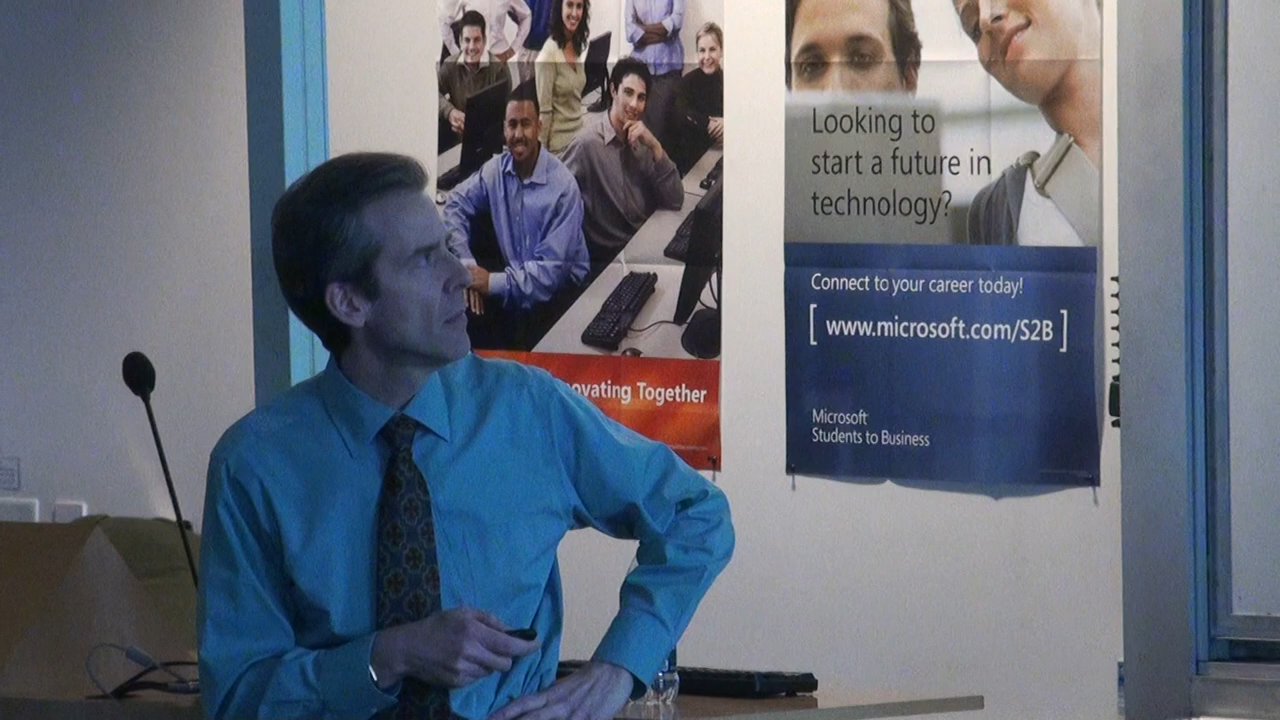 ovating Together
Looking to
start a future in
technology?
Connect to your career today!
[ www.microsoft.com/S2B ]
Microsoft
Students to Business